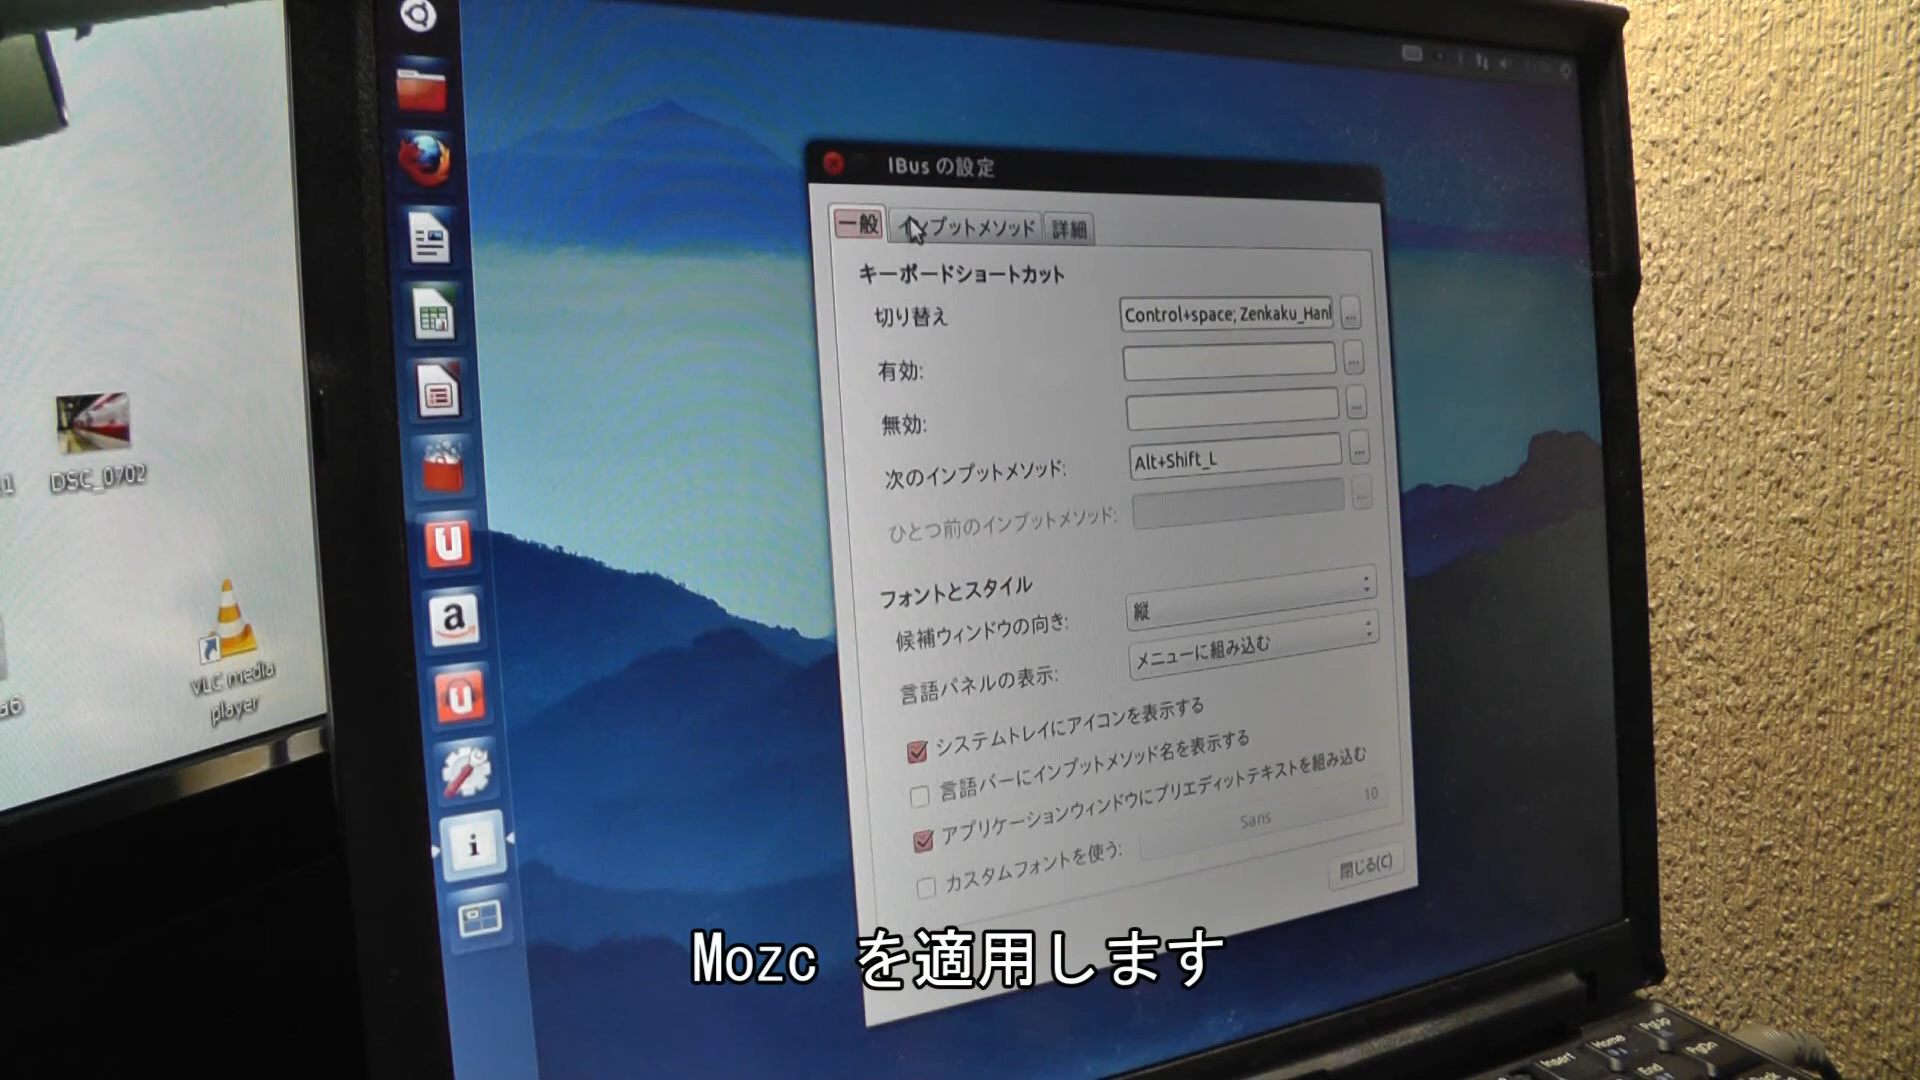 IBus の設定
一般
インプットメソッド
詳細
キーボードショートカット
切り替え
Control+space; Zenkaku_Han
...
有効:
...
無効:
...
次のインプットメソッド:
Alt+Shift_L
...
ひとつ前のインプットメソッド:
...
フォントとスタイル
候補ウィンドウの向き:
縦
言語パネルの表示:
メニューに組み込む
システムトレイにアイコンを表示する
言語バーにインプットメソッド名を表示する
アプリケーションウィンドウにプリエディットテキストを組み込む
カスタムフォントを使う:
Sans
10
閉じる(C)
DSC_0702
VLC media
player
a
i
Mozc を適用します
Insert
Home
PgUp
End
PgDn